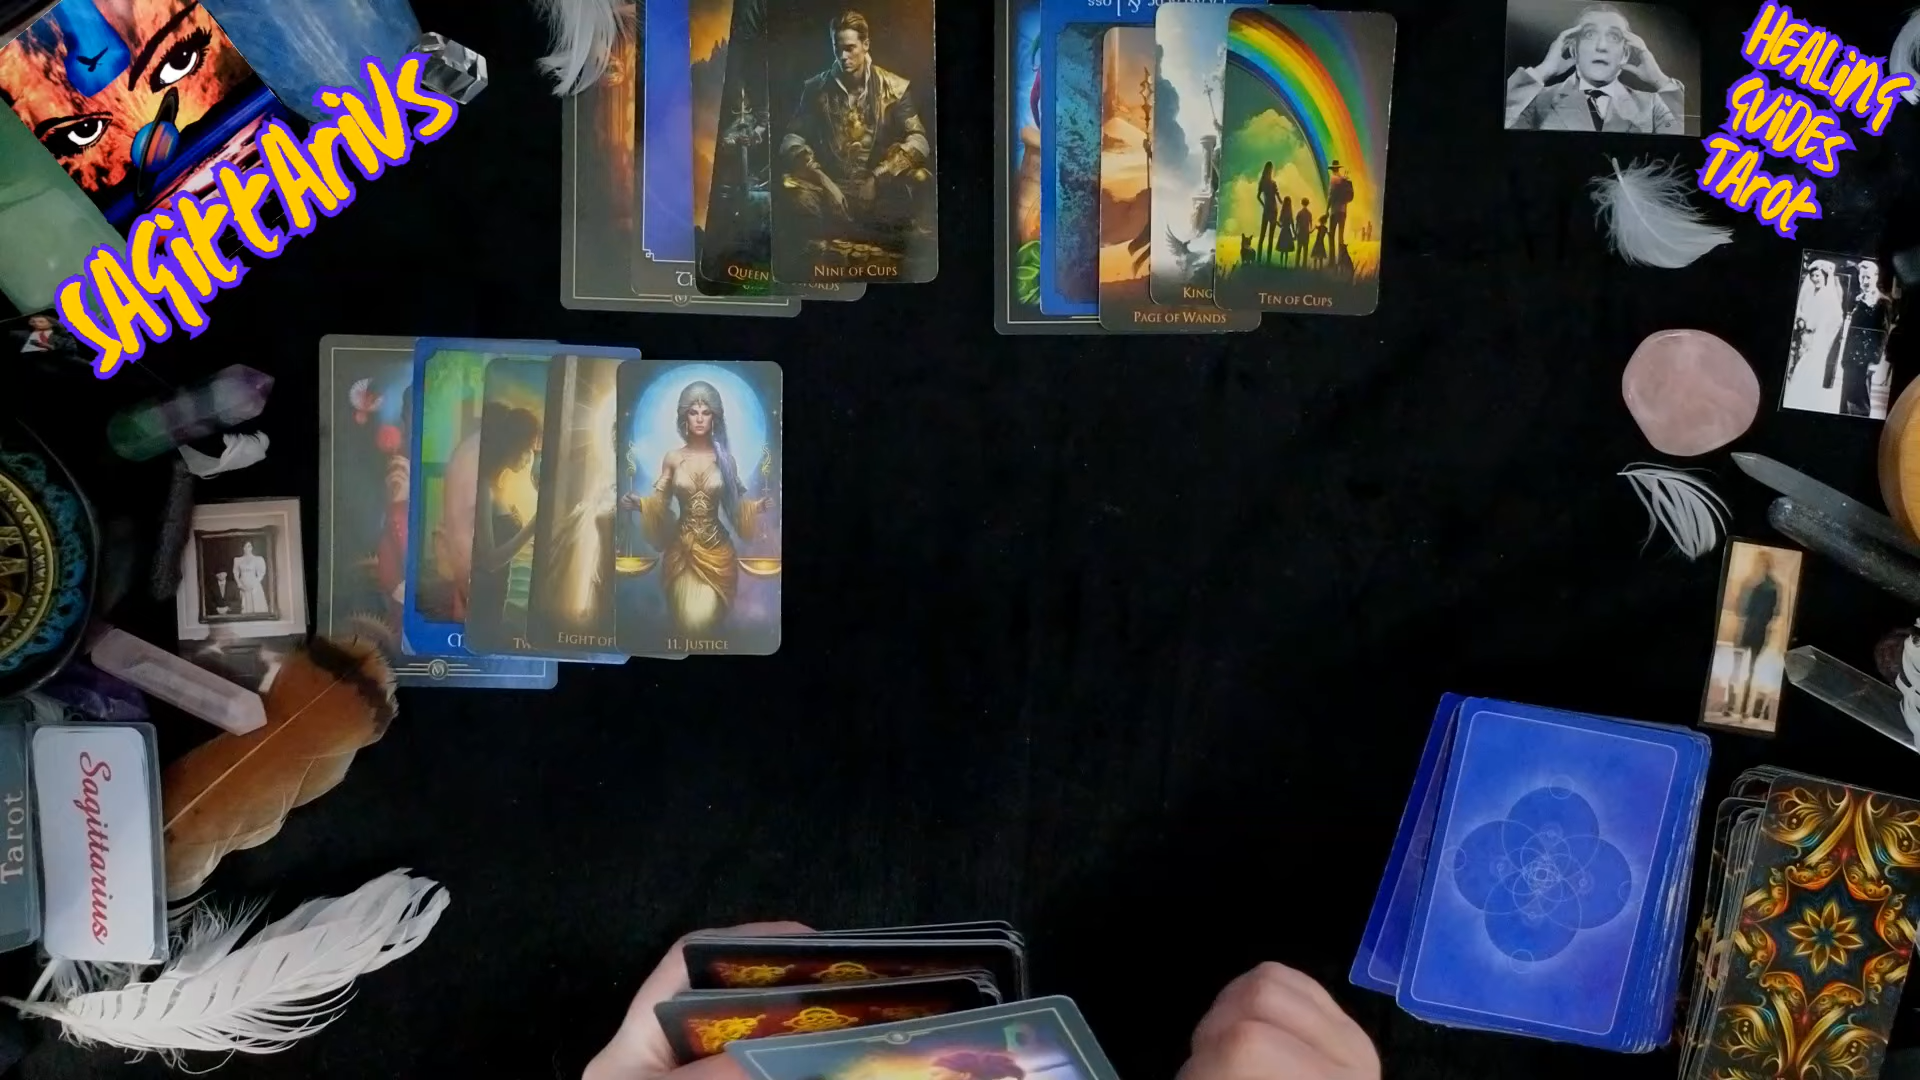 SAGittAriUS
HEALiNG
GUiDES
TArot
QUEEN
NINE OF CUPS
KING
TEN OF CUPS
PAGE OF WANDS
EIGHT OF
11. JUSTICE
Sagittarius
Tarot